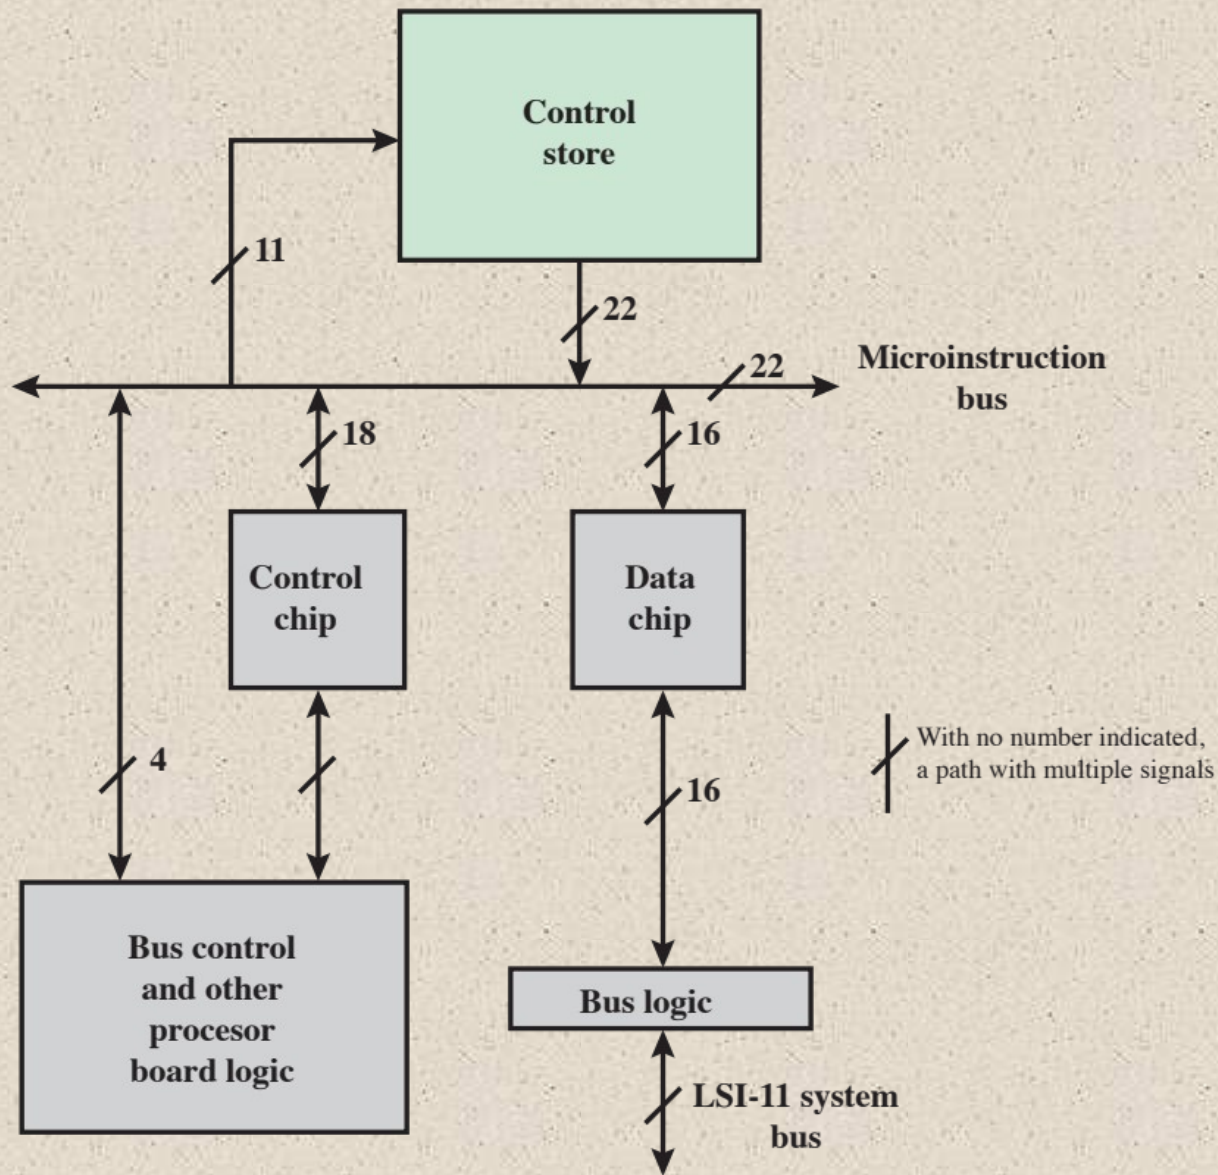 Control
store
11
22
22
Microinstruction
bus
18
16
Control
chip
Data
chip
4
16
With no number indicated,
a path with multiple signals
Bus control
and other
procesor
board logic
Bus logic
LSI-11 system
bus